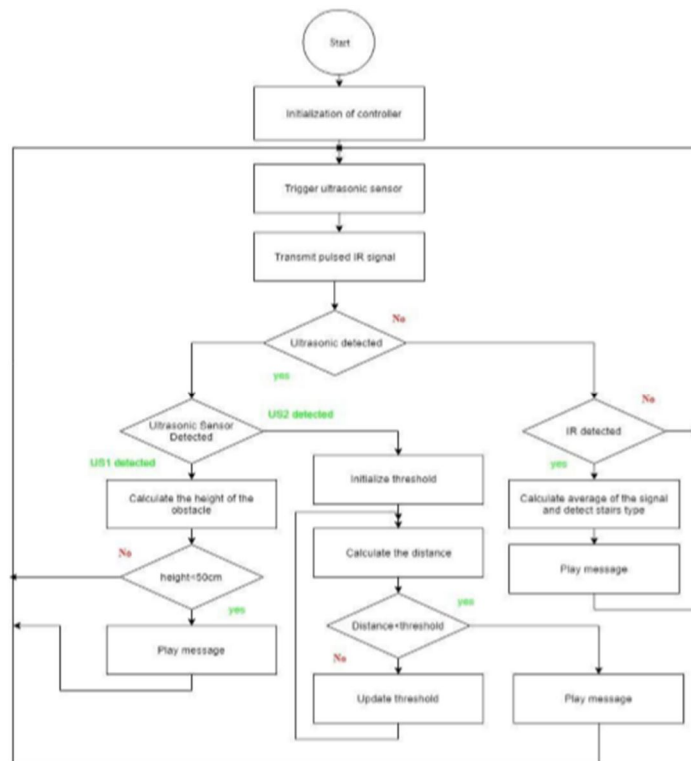 Start
Initialization of controller
Trigger ultrasonic sensor
Transmit pulsed IR signal
No
Ultrasonic detected
yes
No
US2 detected
Ultrasonic Sensor
Detected
IR detected
US1 detected
yes
Initialize threshold
Calculate the height of the
obstacle
Calculate average of the signal
and detect stairs type
No
Calculate the distance
height<50cm
Play message
yes
yes
Distance<threshold
Play message
No
Update threshold
Play message